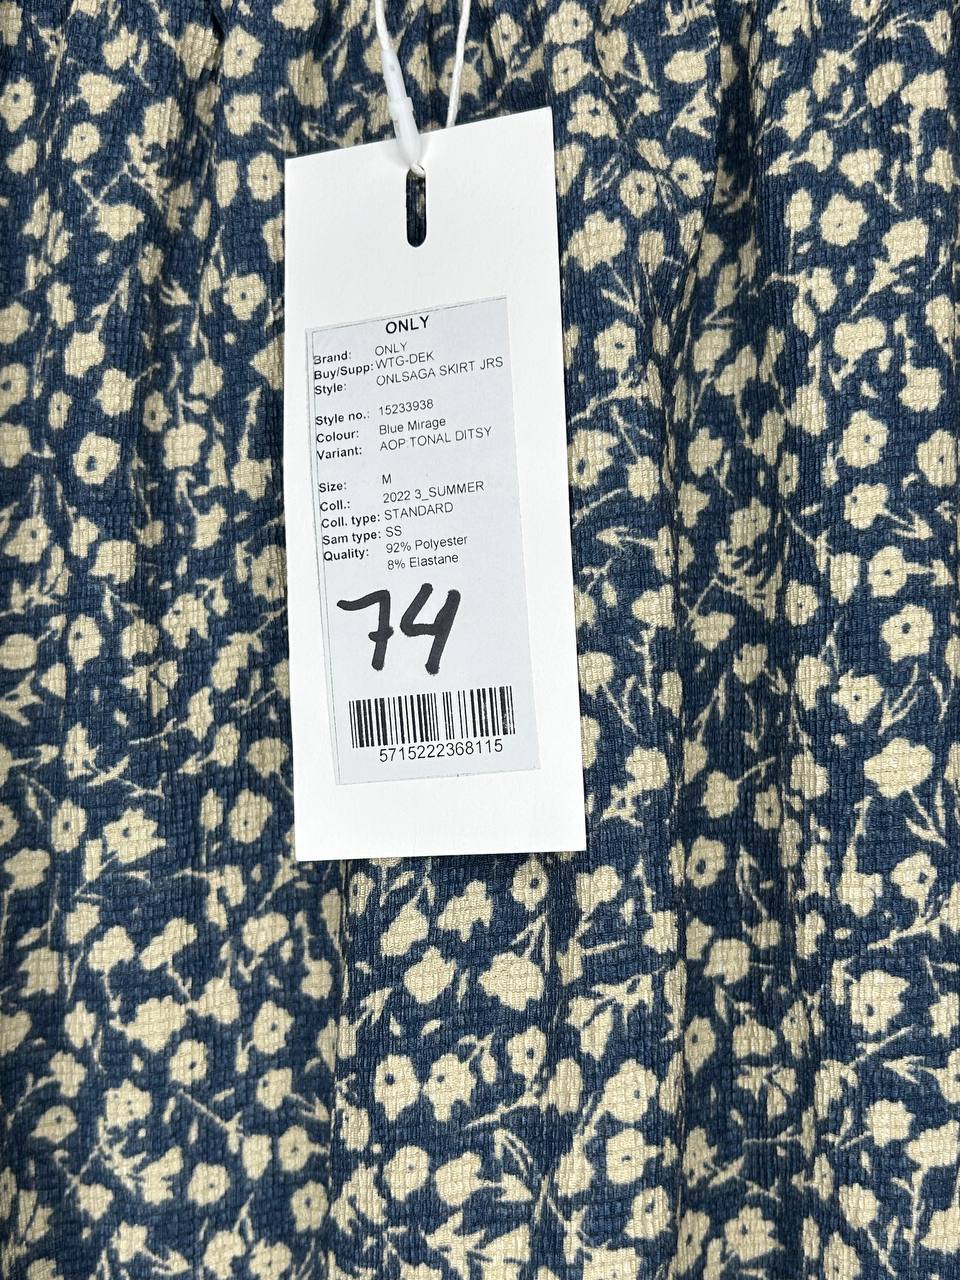 ONLY
Brand: ONLY
Buy/Supp: WTG-DEK
Style: ONLSAGA SKIRT JRS
Style no.: 15233938
Colour: Blue Mirage
Variant: AOP:TONAL DITSY
Size: M
Coll.: 2022 3_SUMMER
Coll. type: STANDARD
Sam type: SS
Quality: 92% Polyester
8% Elastane
74
5715222368115